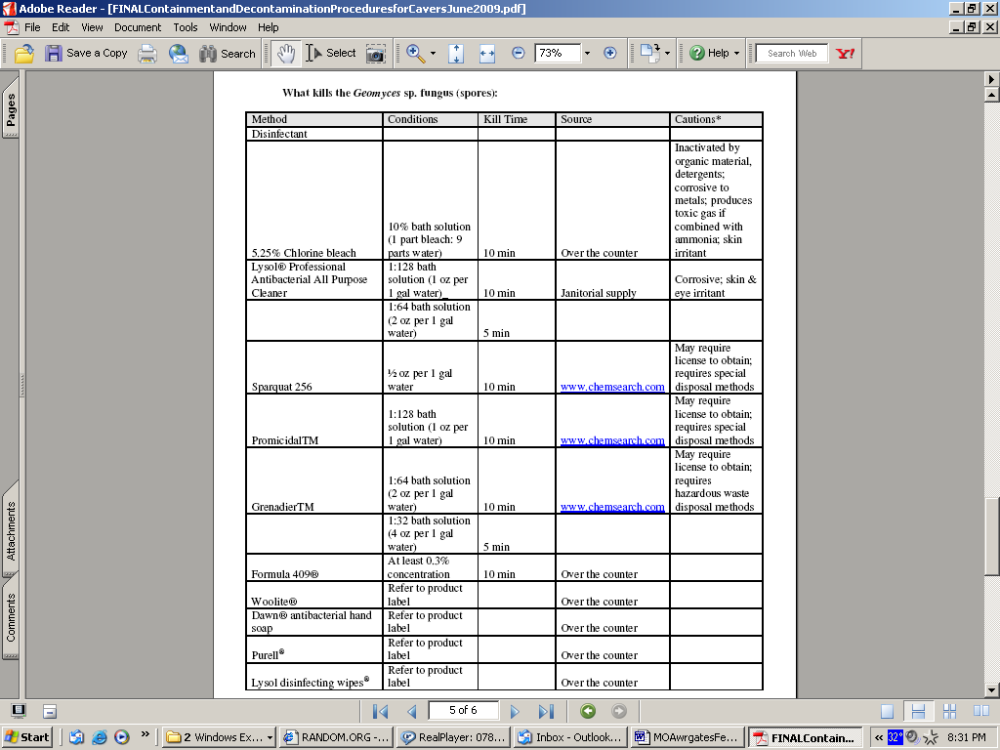 Adobe Reader - [FINALContainmentandDecontaminationProceduresforCaversJune2009.pdf]
File Edit View Document Tools Window Help
Save a Copy Search Select 73% Help Search Web Y!
Pages
Attachments
Comments
What kills the Geomyces sp. fungus (spores):
Method Conditions Kill Time Source Cautions*
Disinfectant
5.25% Chlorine bleach
10% bath solution
(1 part bleach: 9
parts water)
10 min
Over the counter
Inactivated by
organic material,
detergents;
corrosive to
metals; produces
toxic gas if
combined with
ammonia; skin
irritant
Lysol® Professional
Antibacterial All Purpose
Cleaner
1:128 bath
solution (1 oz per
1 gal water)_
10 min
Janitorial supply
Corrosive; skin &
eye irritant
1:64 bath solution
(2 oz per 1 gal
water)
5 min
Sparquat 256
½ oz per 1 gal
water
10 min
www.chemsearch.com
May require
license to obtain;
requires special
disposal methods
PromicidalTM
1:128 bath
solution (1 oz per
1 gal water)
10 min
www.chemsearch.com
May require
license to obtain;
requires special
disposal methods
GrenadierTM
1:64 bath solution
(2 oz per 1 gal
water)
10 min
www.chemsearch.com
May require
license to obtain;
requires
hazardous waste
disposal methods
1:32 bath solution
(4 oz per 1 gal
water)
5 min
Formula 409®
At least 0.3%
concentration
10 min
Over the counter
Woolite®
Refer to product
label
Over the counter
Dawn® antibacterial hand
soap
Refer to product
label
Over the counter
Purell®
Refer to product
label
Over the counter
Lysol disinfecting wipes®
Refer to product
label
Over the counter
5 of 6
Start » 2 Windows Ex... RANDOM.ORG -... RealPlayer: 078... Inbox - Outlook... MOAwrgatesFe... FINALContain... « 32° 8:31 PM